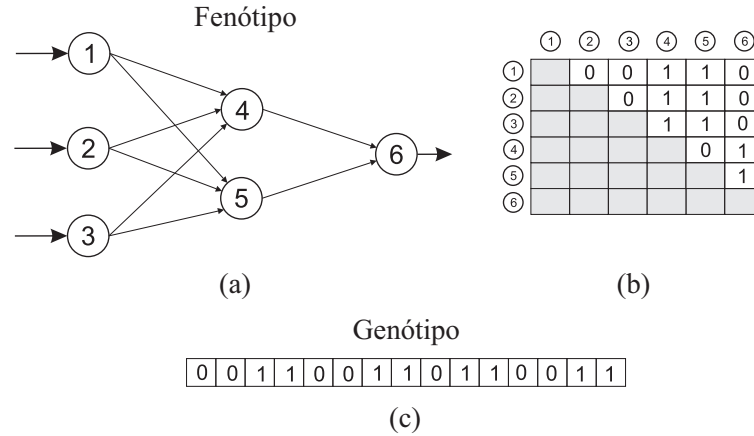 Fenótipo
1
2
3
4
5
6
(a)
1 2 3 4 5 6
1 0 0 1 1 0
2 0 1 1 0
3 1 1 0
4 0 1
5 1
6
(b)
Genótipo
0 0 1 1 0 0 1 1 0 1 1 0 0 1 1
(c)